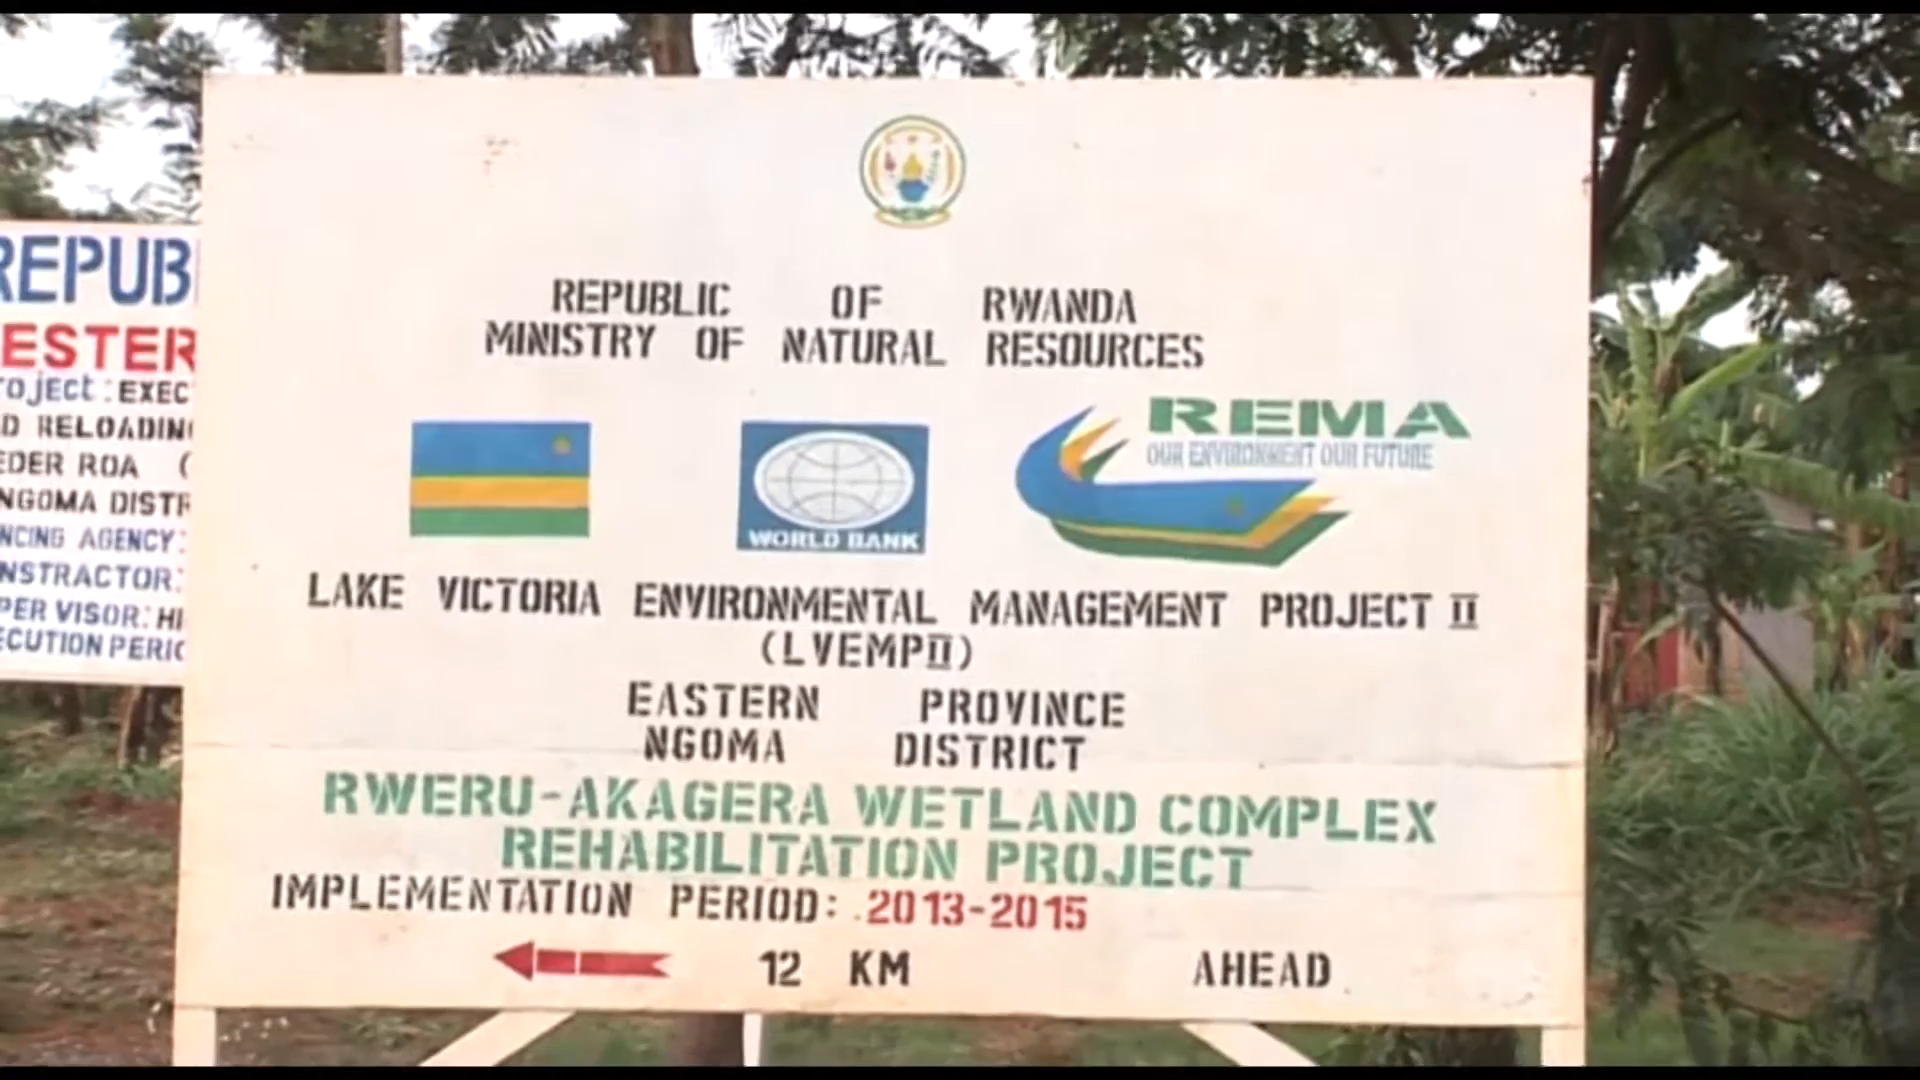 REPUBLIC OF RWANDA
MINISTRY OF NATURAL RESOURCES
WORLD BANK
REMA
OUR ENVIRONMENT OUR FUTURE
LAKE VICTORIA ENVIRONMENTAL MANAGEMENT PROJECT II
(LVEMPII)
EASTERN PROVINCE
NGOMA DISTRICT
RWERU-AKAGERA WETLAND COMPLEX
REHABILITATION PROJECT
IMPLEMENTATION PERIOD: 2013-2015
12 KM AHEAD
REPUB
ESTER
roject: EXEC
D RELOADIN
EDER ROA (
NGOMA DISTR
NCING AGENCY:
NSTRACTOR:
PER VISOR: HI
ECUTION PERIO